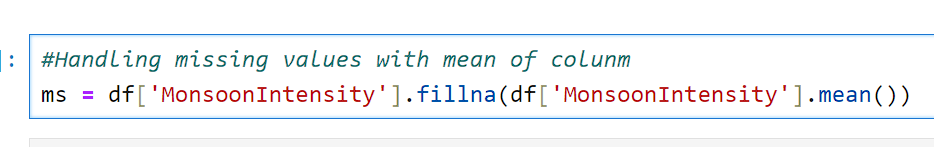 ]:
#Handling missing values with mean of colunm
ms = df['MonsoonIntensity'].fillna(df['MonsoonIntensity'].mean())